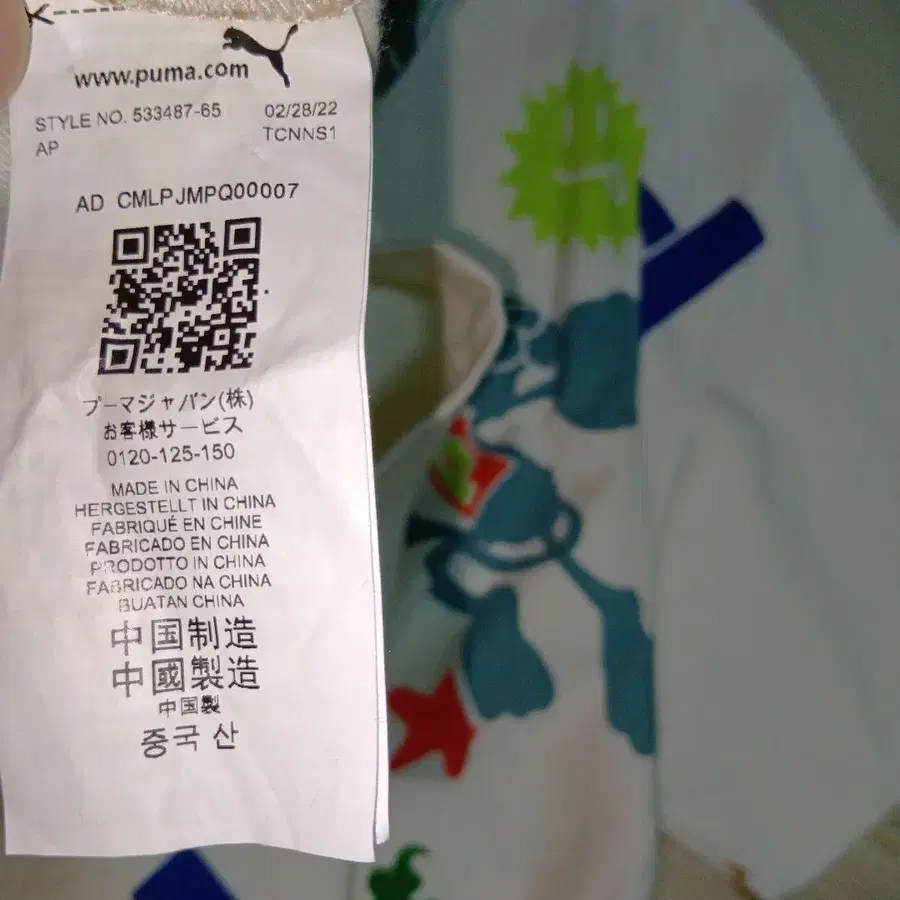 www.puma.com
STYLE NO. 533487-65 02/28/22
AP TCNNS1
AD CMLPJMPQ00007
プーマジャパン(株)
お客様サービス
0120-125-150
MADE IN CHINA
HERGESTELLT IN CHINA
FABRIQUÉ EN CHINE
FABRICADO EN CHINA
PRODOTTO IN CHINA
FABRICADO NA CHINA
BUATAN CHINA
中国制造
中國製造
中国製
중국 산